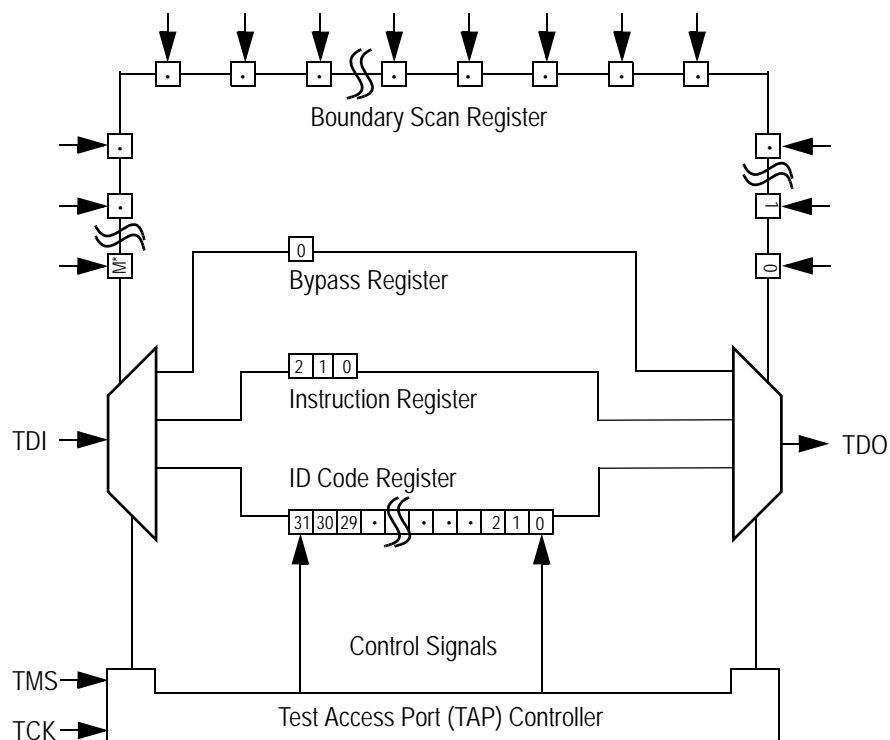 Boundary Scan Register
1
M*
0
0
Bypass Register
2 1 0
Instruction Register
TDI
TDO
ID Code Register
31 30 29 · · · · · 2 1 0
Control Signals
TMS
Test Access Port (TAP) Controller
TCK